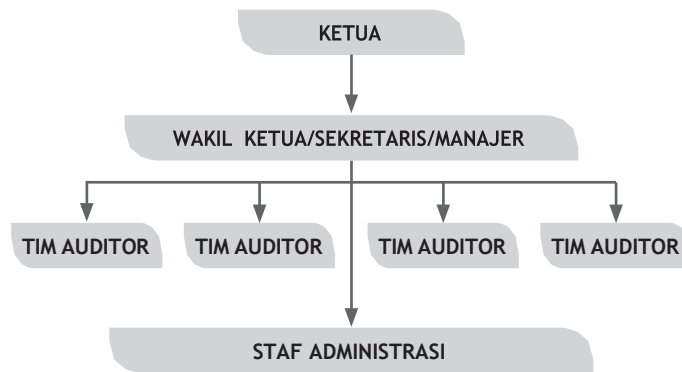 KETUA
WAKIL KETUA/SEKRETARIS/MANAJER
TIM AUDITOR TIM AUDITOR TIM AUDITOR TIM AUDITOR
STAF ADMINISTRASI